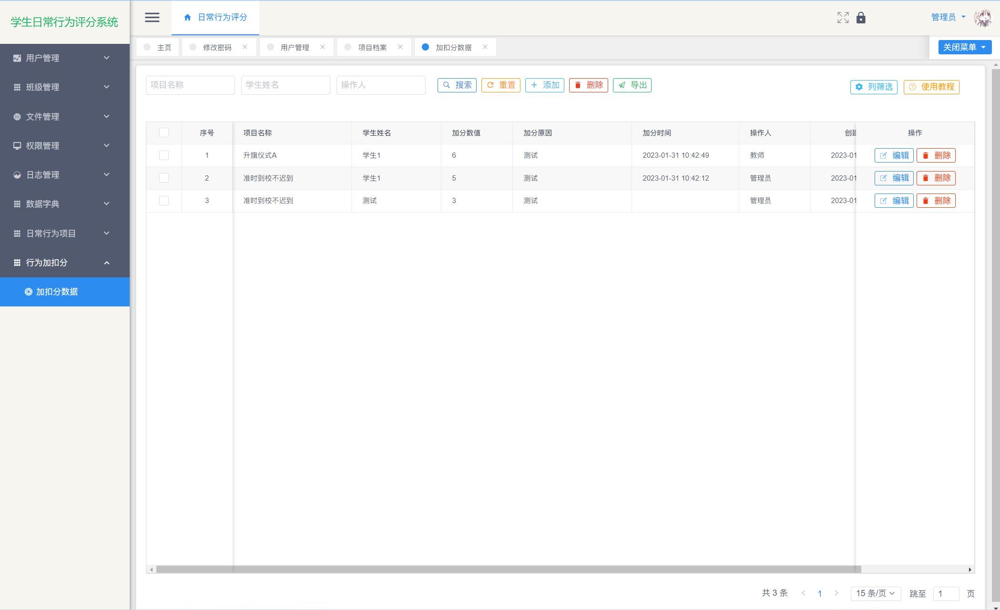 学生日常行为评分系统
日常行为评分
管理员
主页
修改密码
用户管理
项目档案
加扣分数据
关闭菜单
用户管理
班级管理
文件管理
权限管理
日志管理
数据字典
日常行为项目
行为加扣分
加扣分数据
项目名称 学生姓名 操作人 搜索 重置 添加 删除 导出 列筛选 使用教程
序号 项目名称 学生姓名 加分数值 加分原因 加分时间 操作人 创建 操作
1 升旗仪式A 学生1 6 测试 2023-01-31 10:42:49 教师 2023-01 编辑 删除
2 准时到校不迟到 学生1 5 测试 2023-01-31 10:42:12 管理员 2023-01 编辑 删除
3 准时到校不迟到 测试 3 测试 管理员 2023-01 编辑 删除
共 3 条 1 15 条/页 跳至 1 页